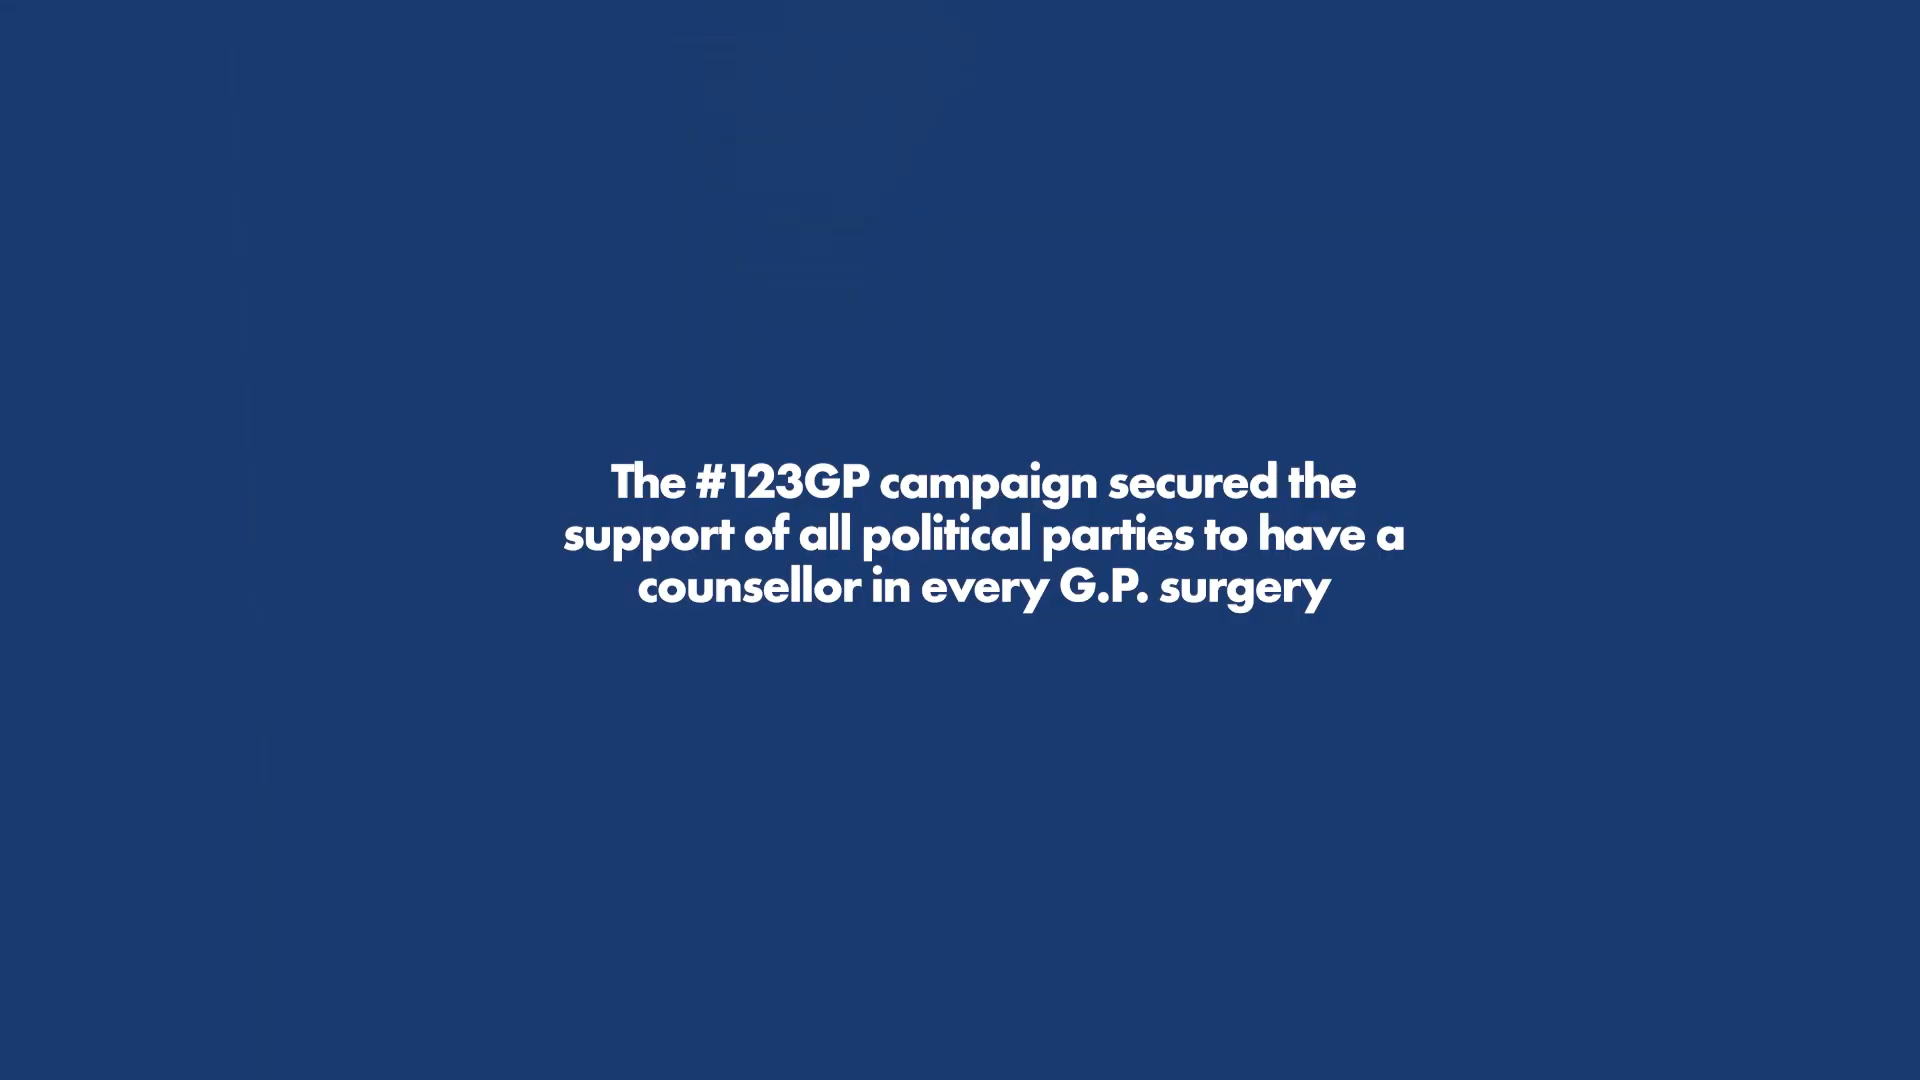 The #123GP campaign secured the
support of all political parties to have a
counsellor in every G.P. surgery